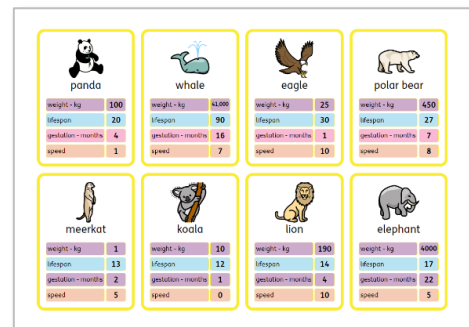 panda
weight - kg 100
lifespan 20
gestation - months 4
speed 1
whale
weight - kg 41,000
lifespan 90
gestation - months 16
speed 7
eagle
weight - kg 25
lifespan 30
gestation - months 1
speed 10
polar bear
weight - kg 450
lifespan 27
gestation - months 7
speed 8
meerkat
weight - kg 1
lifespan 13
gestation - months 2
speed 5
koala
weight - kg 10
lifespan 12
gestation - months 1
speed 0
lion
weight - kg 190
lifespan 14
gestation - months 4
speed 10
elephant
weight - kg 4000
lifespan 17
gestation - months 22
speed 5